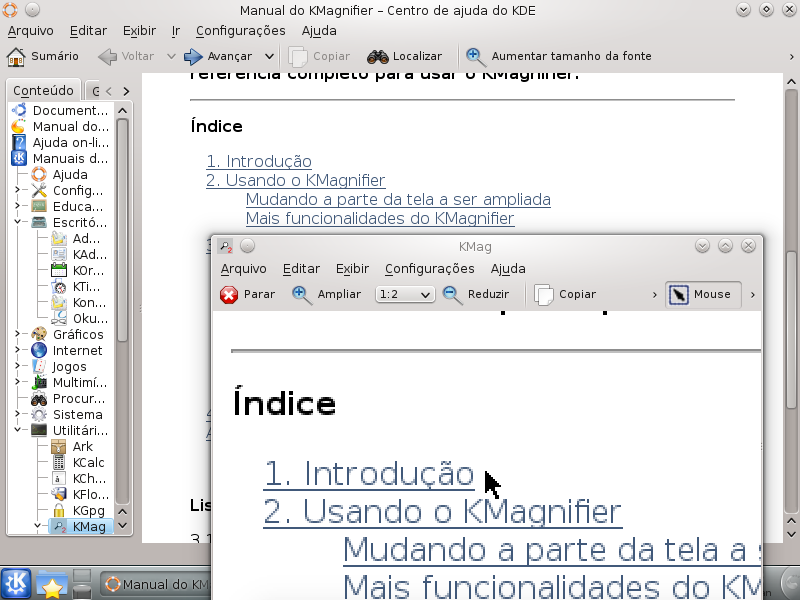 Manual do KMagnifier – Centro de ajuda do KDE
Arquivo Editar Exibir Ir Configurações Ajuda
Sumário Voltar Avançar Copiar Localizar Aumentar tamanho da fonte
referência completo para usar o KMagnifier.
Conteúdo G
Document...
Manual do...
Ajuda on-li...
Manuais d...
Ajuda
Config...
Educa...
Escritó...
Ad...
KAd...
KOr...
KTi...
Kon...
Oku...
Gráficos
Internet
Jogos
Multimí...
Procur...
Sistema
Utilitári...
Ark
KCalc
KCh...
KFlo...
KGpg
KMag
Índice
1. Introdução
2. Usando o KMagnifier
Mudando a parte da tela a ser ampliada
Mais funcionalidades do KMagnifier
Lis
3.1
KMag
Arquivo Editar Exibir Configurações Ajuda
Parar Ampliar 1:2 Reduzir Copiar Mouse
Índice
1. Introdução
2. Usando o KMagnifier
Mudando a parte da tela a s
Mais funcionalidades do KM
Manual do KM